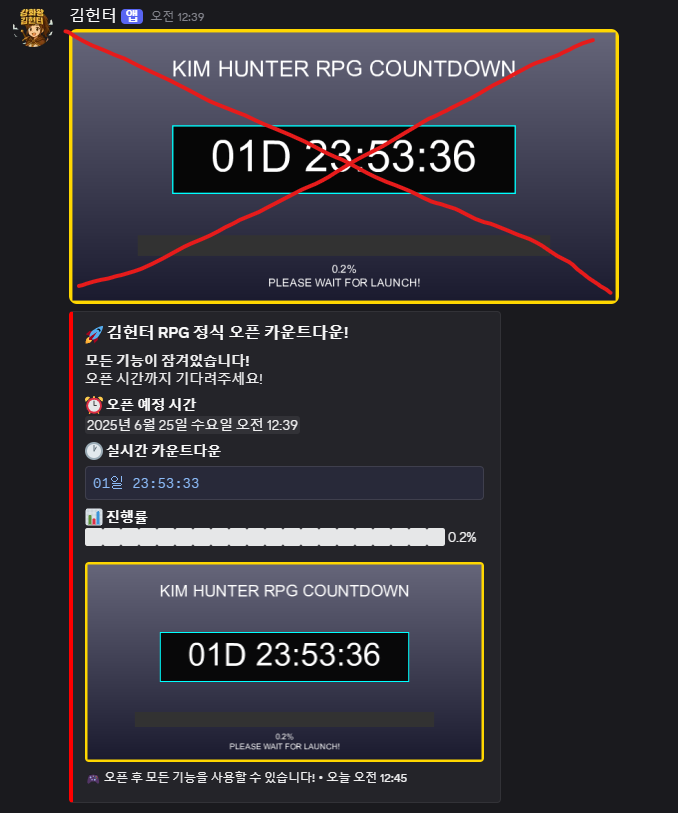 강화왕
김헌터
김헌터 앱 오전 12:39
KIM HUNTER RPG COUNTDOWN
01D 23:53:36
0.2%
PLEASE WAIT FOR LAUNCH!
김헌터 RPG 정식 오픈 카운트다운!
모든 기능이 잠겨있습니다!
오픈 시간까지 기다려주세요!
오픈 예정 시간
2025년 6월 25일 수요일 오전 12:39
실시간 카운트다운
01일 23:53:33
진행률
0.2%
KIM HUNTER RPG COUNTDOWN
01D 23:53:36
0.2%
PLEASE WAIT FOR LAUNCH!
오픈 후 모든 기능을 사용할 수 있습니다! • 오늘 오전 12:45